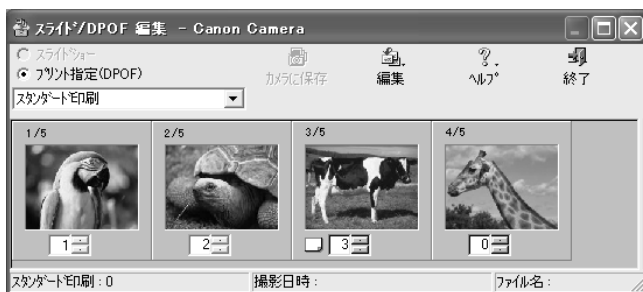 スライド/DPOF 編集 - Canon Camera
スライドショー
プリント指定(DPOF)
スタンダード印刷
カメラに保存
編集
ヘルプ
終了
1/5
2/5
3/5
4/5
1
2
3
0
スタンダード印刷 : 0
撮影日時 :
ファイル名 :